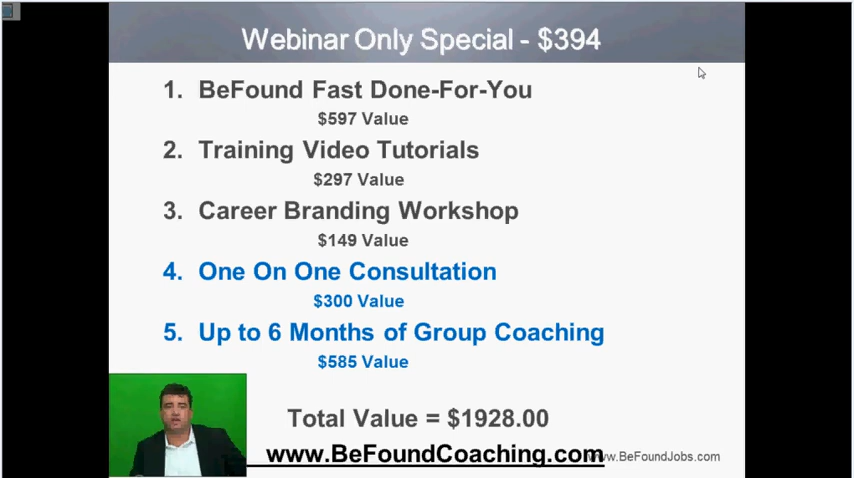 Webinar Only Special - $394
1. BeFound Fast Done-For-You
$597 Value
2. Training Video Tutorials
$297 Value
3. Career Branding Workshop
$149 Value
4. One On One Consultation
$300 Value
5. Up to 6 Months of Group Coaching
$585 Value
Total Value = $1928.00
www.BeFoundCoaching.com
www.BeFoundJobs.com